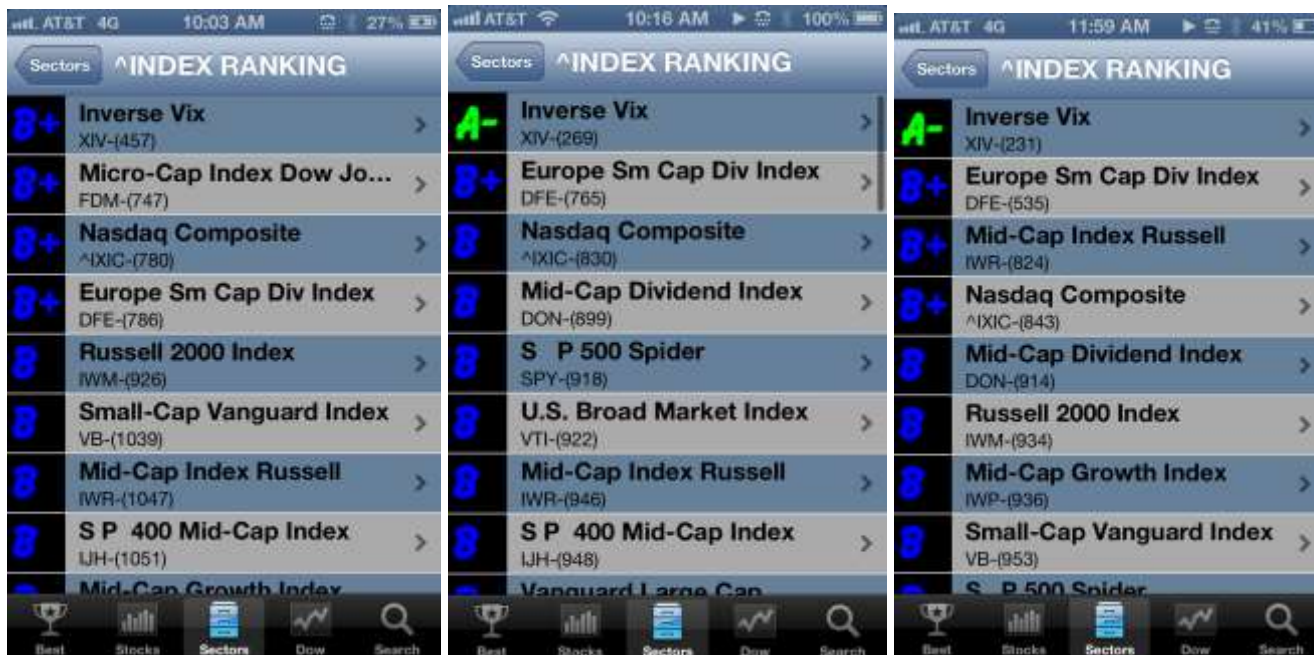 AT&T 4G 10:03 AM 27%
Sectors ^INDEX RANKING
B+ Inverse Vix
XIV-(457)
B+ Micro-Cap Index Dow Jo...
FDM-(747)
B+ Nasdaq Composite
^IXIC-(780)
B+ Europe Sm Cap Div Index
DFE-(786)
B Russell 2000 Index
IWM-(926)
B Small-Cap Vanguard Index
VB-(1039)
B Mid-Cap Index Russell
IWR-(1047)
B S P 400 Mid-Cap Index
IJH-(1051)
Mid-Cap Growth Index
Best Stocks Sectors Dow Search
AT&T 10:16 AM 100%
Sectors ^INDEX RANKING
A- Inverse Vix
XIV-(269)
B+ Europe Sm Cap Div Index
DFE-(765)
B Nasdaq Composite
^IXIC-(830)
B Mid-Cap Dividend Index
DON-(899)
B S P 500 Spider
SPY-(918)
B U.S. Broad Market Index
VTI-(922)
B Mid-Cap Index Russell
IWR-(946)
B S P 400 Mid-Cap Index
IJH-(948)
Vanguard Large Cap
Best Stocks Sectors Dow Search
AT&T 4G 11:59 AM 41%
Sectors ^INDEX RANKING
A- Inverse Vix
XIV-(231)
B+ Europe Sm Cap Div Index
DFE-(535)
B+ Mid-Cap Index Russell
IWR-(824)
B+ Nasdaq Composite
^IXIC-(843)
B Mid-Cap Dividend Index
DON-(914)
B Russell 2000 Index
IWM-(934)
B Mid-Cap Growth Index
IWP-(936)
B Small-Cap Vanguard Index
VB-(953)
S P 500 Spider
Best Stocks Sectors Dow Search